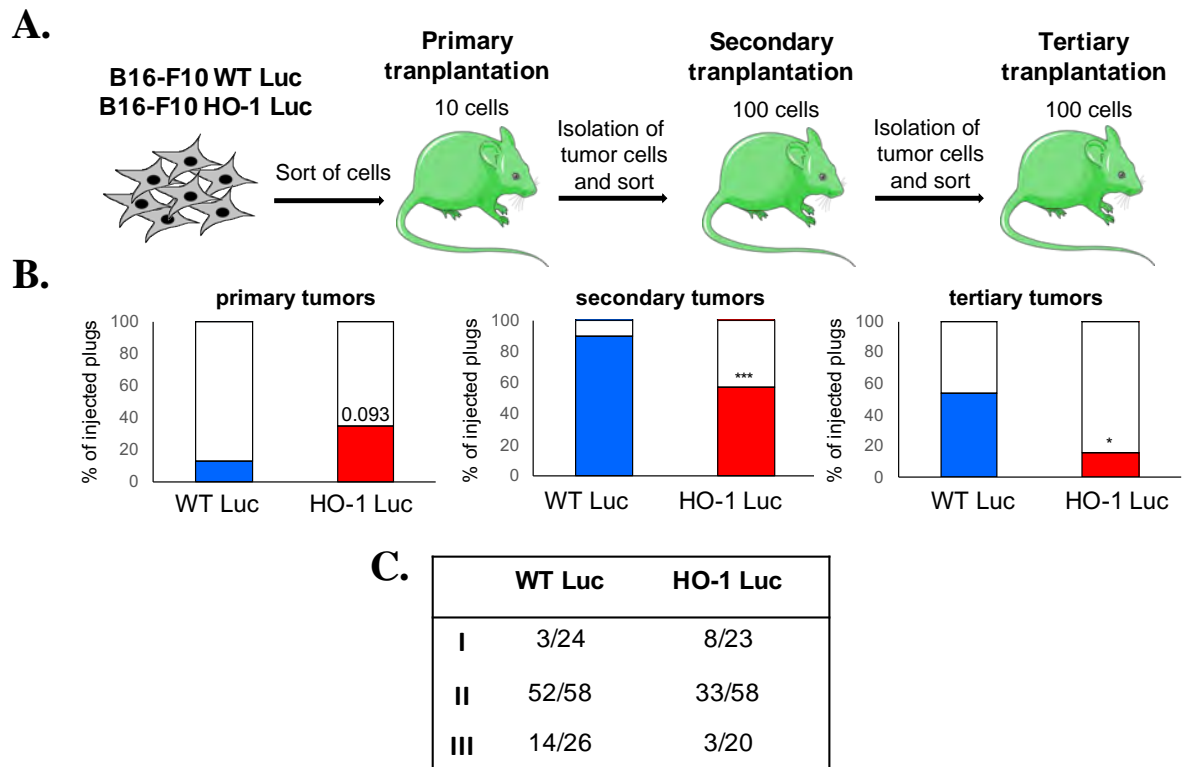 A.
B16-F10 WT Luc
B16-F10 HO-1 Luc
Sort of cells
Primary
tranplantation
10 cells
Isolation of
tumor cells
and sort
Secondary
tranplantation
100 cells
Isolation of
tumor cells
and sort
Tertiary
tranplantation
100 cells
B.
primary tumors
% of injected plugs
100
80
60
40
20
0
0.093
WT Luc HO-1 Luc
secondary tumors
% of injected plugs
100
80
60
40
20
0
***
WT Luc HO-1 Luc
tertiary tumors
% of injected plugs
100
80
60
40
20
0
*
WT Luc HO-1 Luc
C.
WT Luc HO-1 Luc
I 3/24 8/23
II 52/58 33/58
III 14/26 3/20